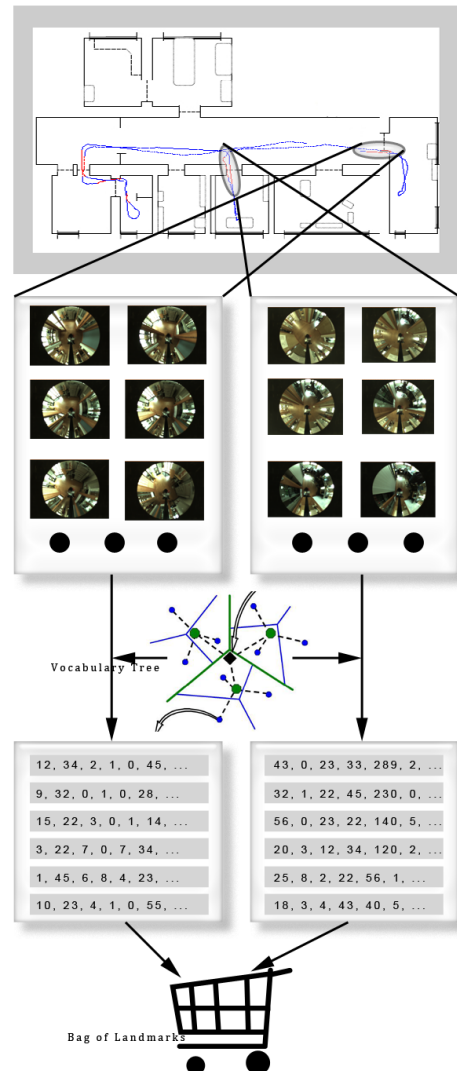 Vocabulary Tree
12, 34, 2, 1, 0, 45, ...
9, 32, 0, 1, 0, 28, ...
15, 22, 3, 0, 1, 14, ...
3, 22, 7, 0, 7, 34, ...
1, 45, 6, 8, 4, 23, ...
10, 23, 4, 1, 0, 55, ...
43, 0, 23, 33, 289, 2, ...
32, 1, 22, 45, 230, 0, ...
56, 0, 23, 22, 140, 5, ...
20, 3, 12, 34, 120, 2, ...
25, 8, 2, 22, 56, 1, ...
18, 3, 4, 43, 40, 5, ...
Bag of Landmarks